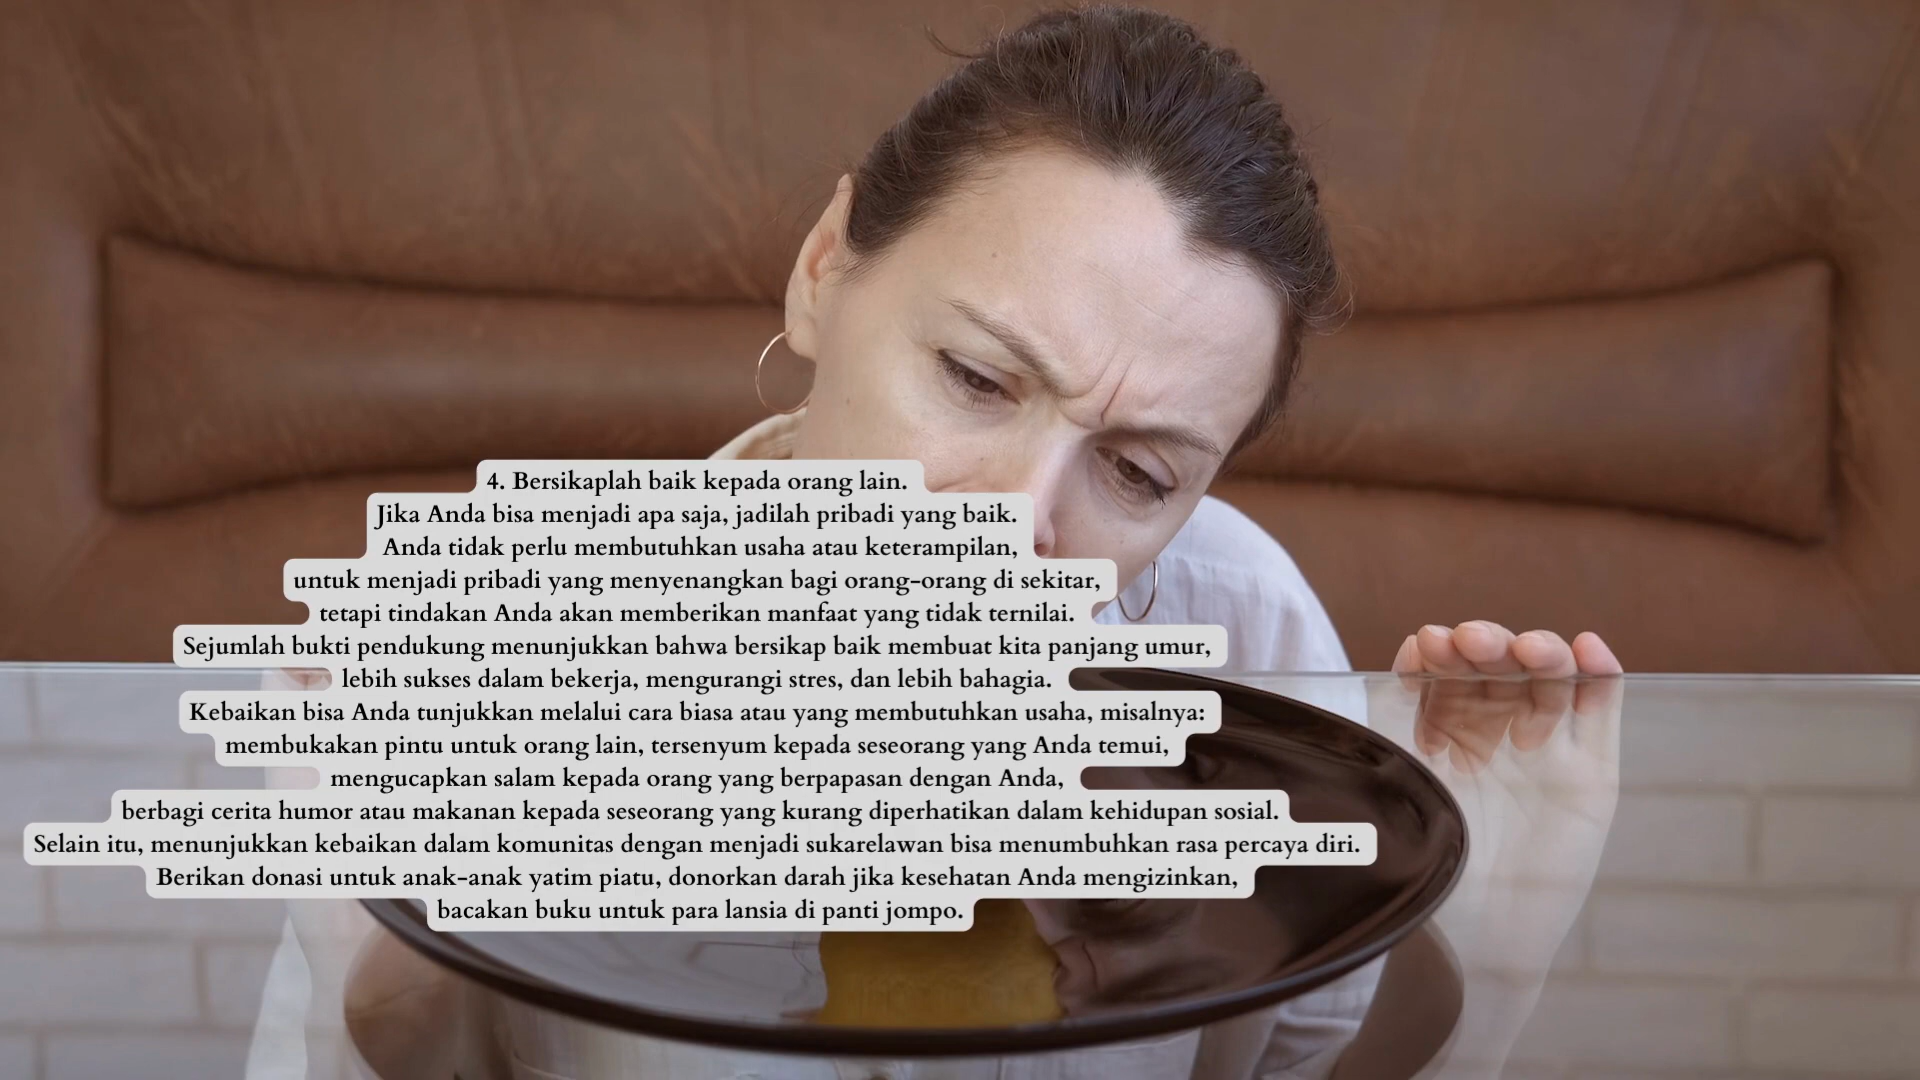 4. Bersikaplah baik kepada orang lain.
Jika Anda bisa menjadi apa saja, jadilah pribadi yang baik.
Anda tidak perlu membutuhkan usaha atau keterampilan,
untuk menjadi pribadi yang menyenangkan bagi orang-orang di sekitar,
tetapi tindakan Anda akan memberikan manfaat yang tidak ternilai.
Sejumlah bukti pendukung menunjukkan bahwa bersikap baik membuat kita panjang umur,
lebih sukses dalam bekerja, mengurangi stres, dan lebih bahagia.
Kebaikan bisa Anda tunjukkan melalui cara biasa atau yang membutuhkan usaha, misalnya:
membukakan pintu untuk orang lain, tersenyum kepada seseorang yang Anda temui,
mengucapkan salam kepada orang yang berpapasan dengan Anda,
berbagi cerita humor atau makanan kepada seseorang yang kurang diperhatikan dalam kehidupan sosial.
Selain itu, menunjukkan kebaikan dalam komunitas dengan menjadi sukarelawan bisa menumbuhkan rasa percaya diri.
Berikan donasi untuk anak-anak yatim piatu, donorkan darah jika kesehatan Anda mengizinkan,
bacakan buku untuk para lansia di panti jompo.